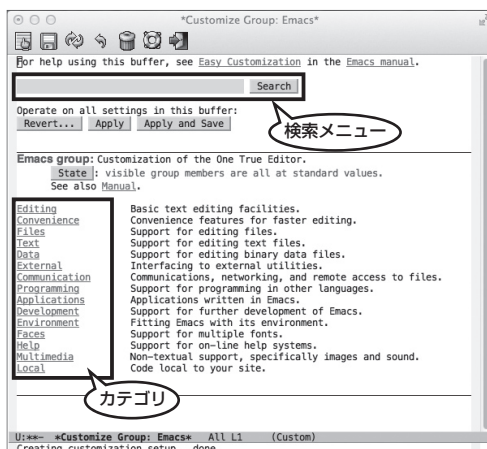 *Customize Group: Emacs*
For help using this buffer, see Easy Customization in the Emacs manual.
Search
Operate on all settings in this buffer:
Revert... Apply Apply and Save
検索メニュー
Emacs group: Customization of the One True Editor.
State : visible group members are all at standard values.
See also Manual.
Editing Basic text editing facilities.
Convenience Convenience features for faster editing.
Files Support for editing files.
Text Support for editing text files.
Data Support for editing binary data files.
External Interfacing to external utilities.
Communication Communications, networking, and remote access to files.
Programming Support for programming in other languages.
Applications Applications written in Emacs.
Development Support for further development of Emacs.
Environment Fitting Emacs with its environment.
Faces Support for multiple fonts.
Help Support for on-line help systems.
Multimedia Non-textual support, specifically images and sound.
Local Code local to your site.
カテゴリ
U:**- *Customize Group: Emacs* All L1 (Custom)
Creating customization setup...done